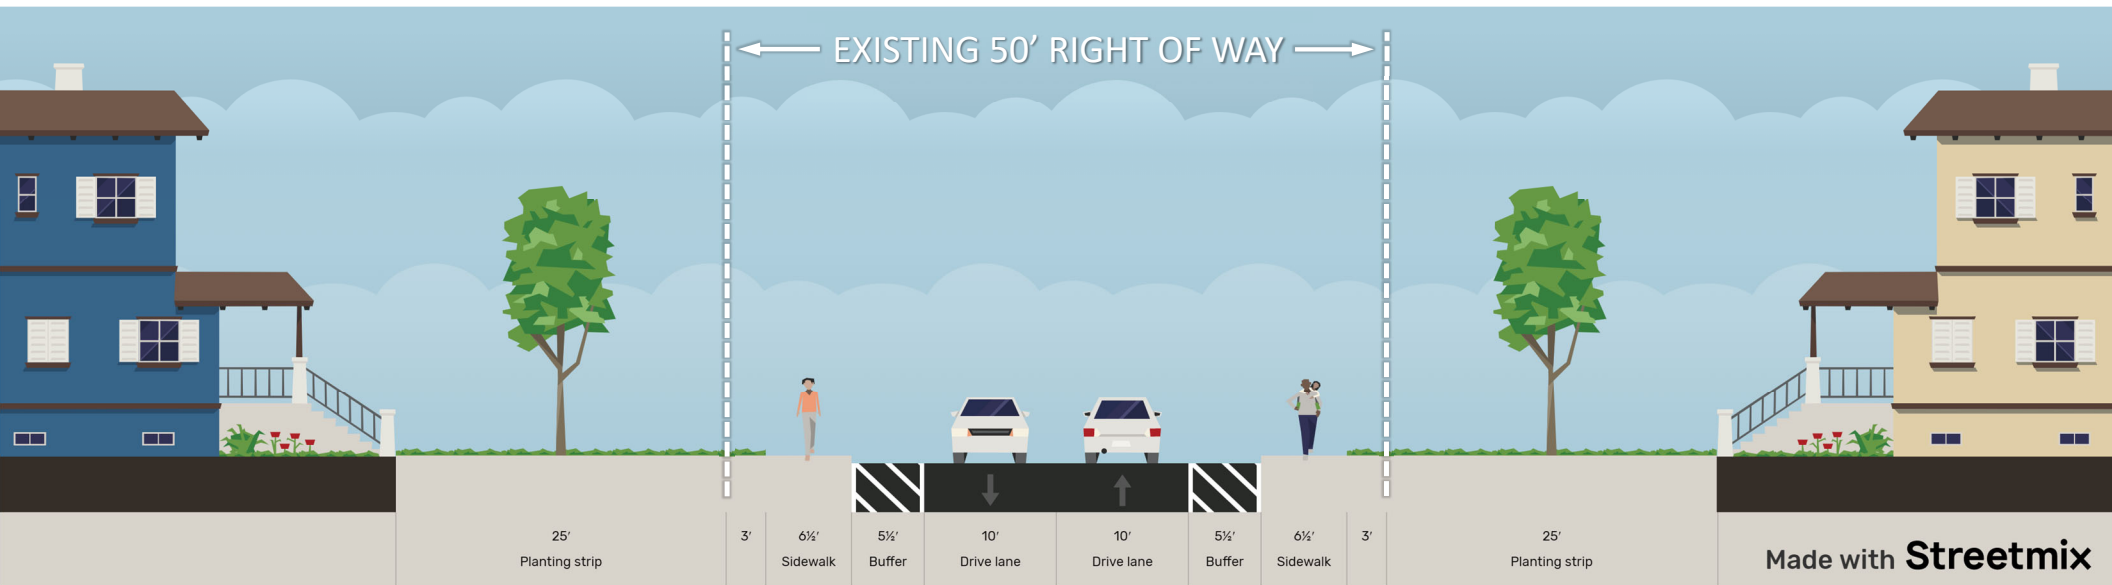 EXISTING 50' RIGHT OF WAY
25'
Planting strip
3'
6½'
Sidewalk
5½'
Buffer
10'
Drive lane
10'
Drive lane
5½'
Buffer
6½'
Sidewalk
3'
25'
Planting strip
Made with Streetmix